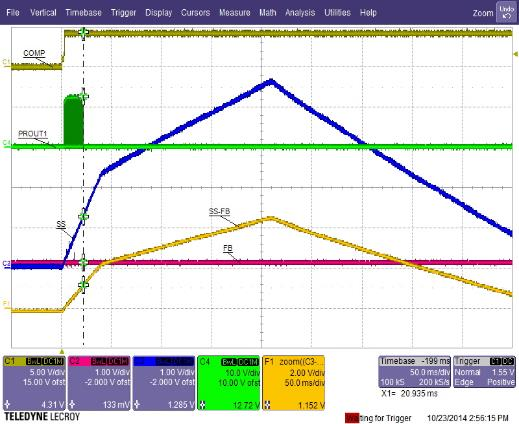 File Vertical Timebase Trigger Display Cursors Measure Math Analysis Utilities Help Zoom Undo
COMP
C1
PROUT1
C4
SS
SS-FB
FB
C3
F1
C1 BwL DC1M
5.00 V/div
15.00 V ofst
4.31 V
BwL DC1M
1.00 V/div
-2.000 V ofst
133 mV
BwL DC1M
1.00 V/div
-2.000 V ofst
1.285 V
C4 BwL DC1M
10.0 V/div
10.00 V ofst
12.72 V
F1 zoom((C3-...
2.00 V/div
50.0 ms/div
1.152 V
Timebase -199 ms
50.0 ms/div
100 kS 200 kS/s
Trigger C1 DC
Normal 1.55 V
Edge Positive
X1= 20.935 ms
TELEDYNE LECROY
Waiting for Trigger 10/23/2014 2:56:15 PM